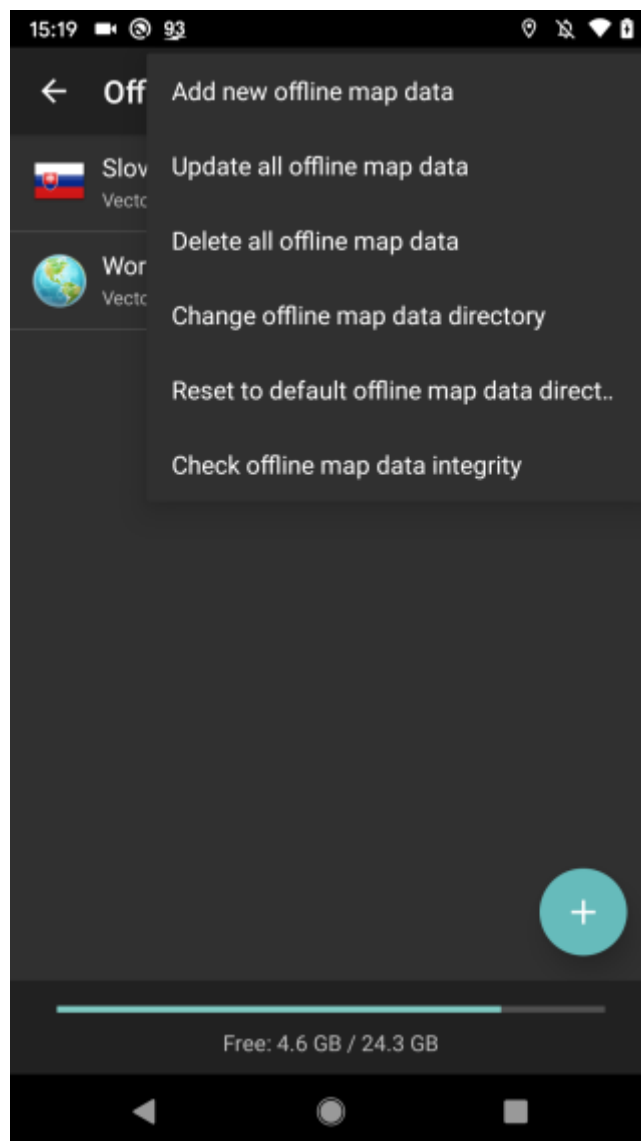 15:19 93
Off
Add new offline map data
Slov
Update all offline map data
Vecto
Delete all offline map data
Wor
Vecto
Change offline map data directory
Reset to default offline map data direct..
Check offline map data integrity
Free: 4.6 GB / 24.3 GB